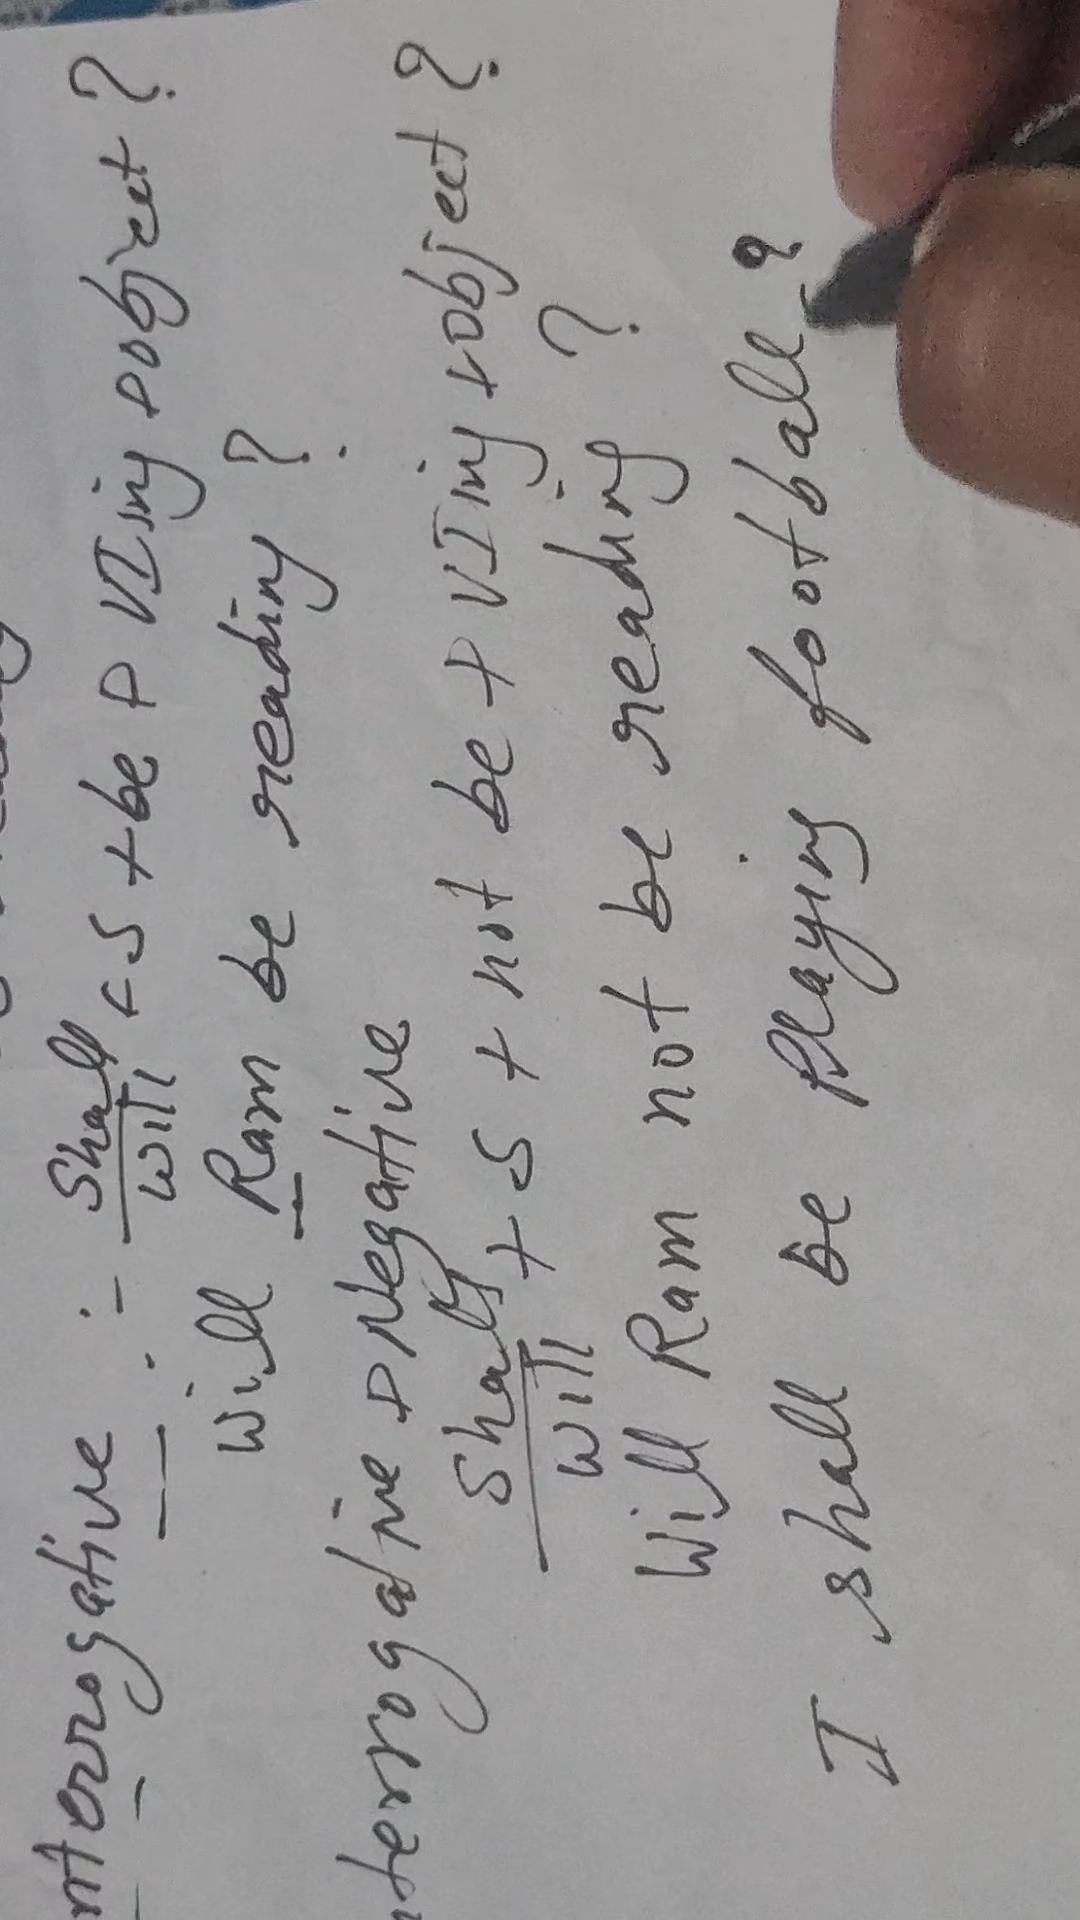 nterrogative :- Shall/Will + S + be + VIing + object ?
Will Ram be reading ?
nterrogative + Negative
Shall/Will + S + not be + VIing + object ?
Will Ram not be reading ?
I shall be Playing football ?